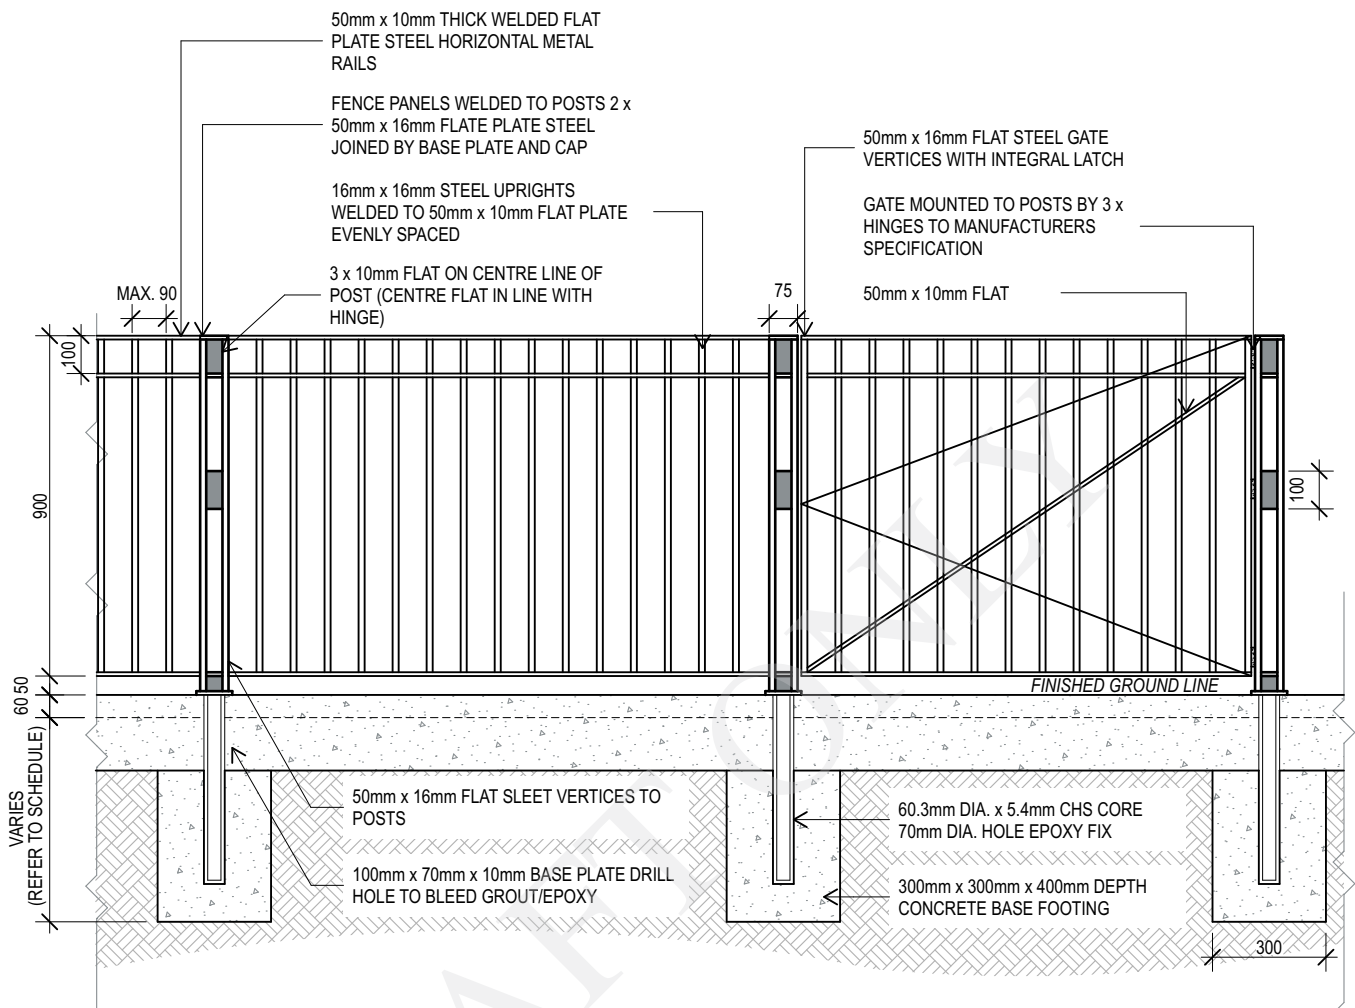 50mm x 10mm THICK WELDED FLAT
PLATE STEEL HORIZONTAL METAL
RAILS
FENCE PANELS WELDED TO POSTS 2 x
50mm x 16mm FLATE PLATE STEEL
JOINED BY BASE PLATE AND CAP
16mm x 16mm STEEL UPRIGHTS
WELDED TO 50mm x 10mm FLAT PLATE
EVENLY SPACED
3 x 10mm FLAT ON CENTRE LINE OF
POST (CENTRE FLAT IN LINE WITH
HINGE)
50mm x 16mm FLAT STEEL GATE
VERTICES WITH INTEGRAL LATCH
GATE MOUNTED TO POSTS BY 3 x
HINGES TO MANUFACTURERS
SPECIFICATION
50mm x 10mm FLAT
MAX. 90
75
100
900
100
60 50
FINISHED GROUND LINE
VARIES
(REFER TO SCHEDULE)
50mm x 16mm FLAT SLEET VERTICES TO
POSTS
100mm x 70mm x 10mm BASE PLATE DRILL
HOLE TO BLEED GROUT/EPOXY
60.3mm DIA. x 5.4mm CHS CORE
70mm DIA. HOLE EPOXY FIX
300mm x 300mm x 400mm DEPTH
CONCRETE BASE FOOTING
300
AFT ONLY